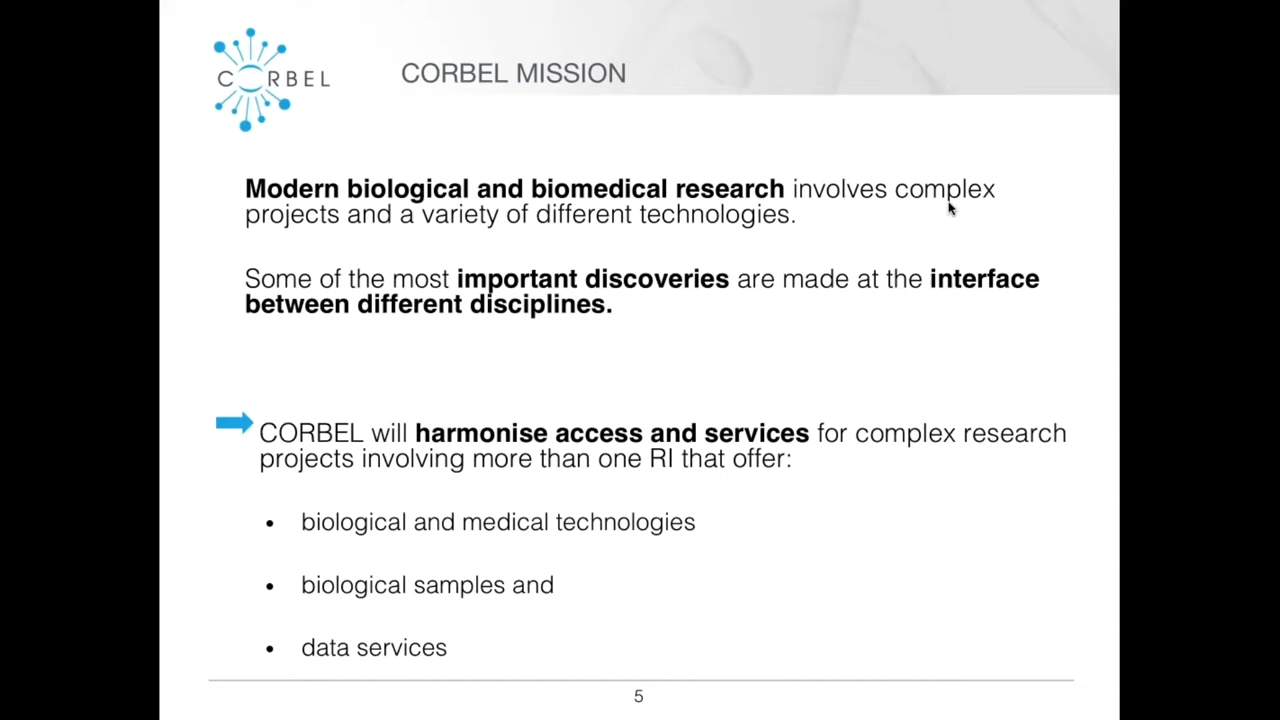 CORBEL
CORBEL MISSION
Modern biological and biomedical research involves complex
projects and a variety of different technologies.
Some of the most important discoveries are made at the interface
between different disciplines.
CORBEL will harmonise access and services for complex research
projects involving more than one RI that offer:
• biological and medical technologies
• biological samples and
• data services
5